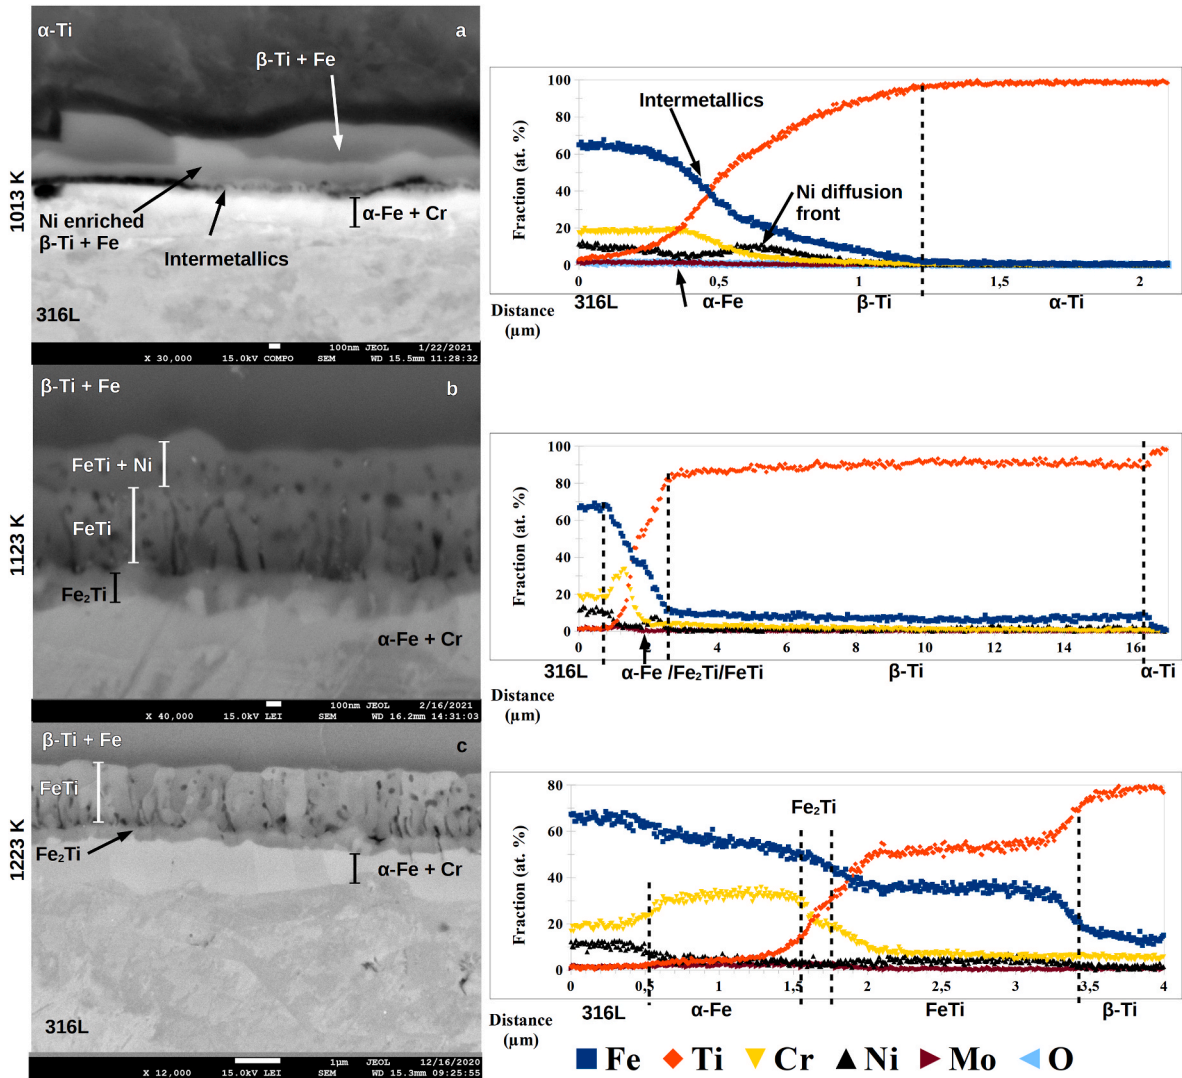 1013 K
α-Ti
a
β-Ti + Fe
Ni enriched
β-Ti + Fe
Intermetallics
α-Fe + Cr
316L
100nm JEOL 1/22/2021
X 30,000 15.0kV COMPO SEM WD 15.5mm 11:28:32
Fraction (at. %)
100
80
60
40
20
0
Intermetallics
Ni diffusion
front
0 0,5 1 1,5 2
Distance
(µm)
316L α-Fe β-Ti α-Ti
1123 K
β-Ti + Fe
b
FeTi + Ni
FeTi
Fe₂Ti
α-Fe + Cr
100nm JEOL 2/16/2021
X 40,000 15.0kV LEI SEM WD 16.2mm 14:31:03
Fraction (at. %)
100
80
60
40
20
0
0 2 4 6 8 10 12 14 16
Distance
(µm)
316L α-Fe /Fe₂Ti/FeTi β-Ti α-Ti
1223 K
β-Ti + Fe
c
FeTi
Fe₂Ti
α-Fe + Cr
316L
1µm JEOL 12/16/2020
X 12,000 15.0kV LEI SEM WD 15.3mm 09:25:55
Fraction (at. %)
80
60
40
20
0
Fe₂Ti
0 0,5 1 1,5 2 2,5 3 3,5 4
Distance
(µm)
316L α-Fe FeTi β-Ti
Fe Ti Cr Ni Mo O